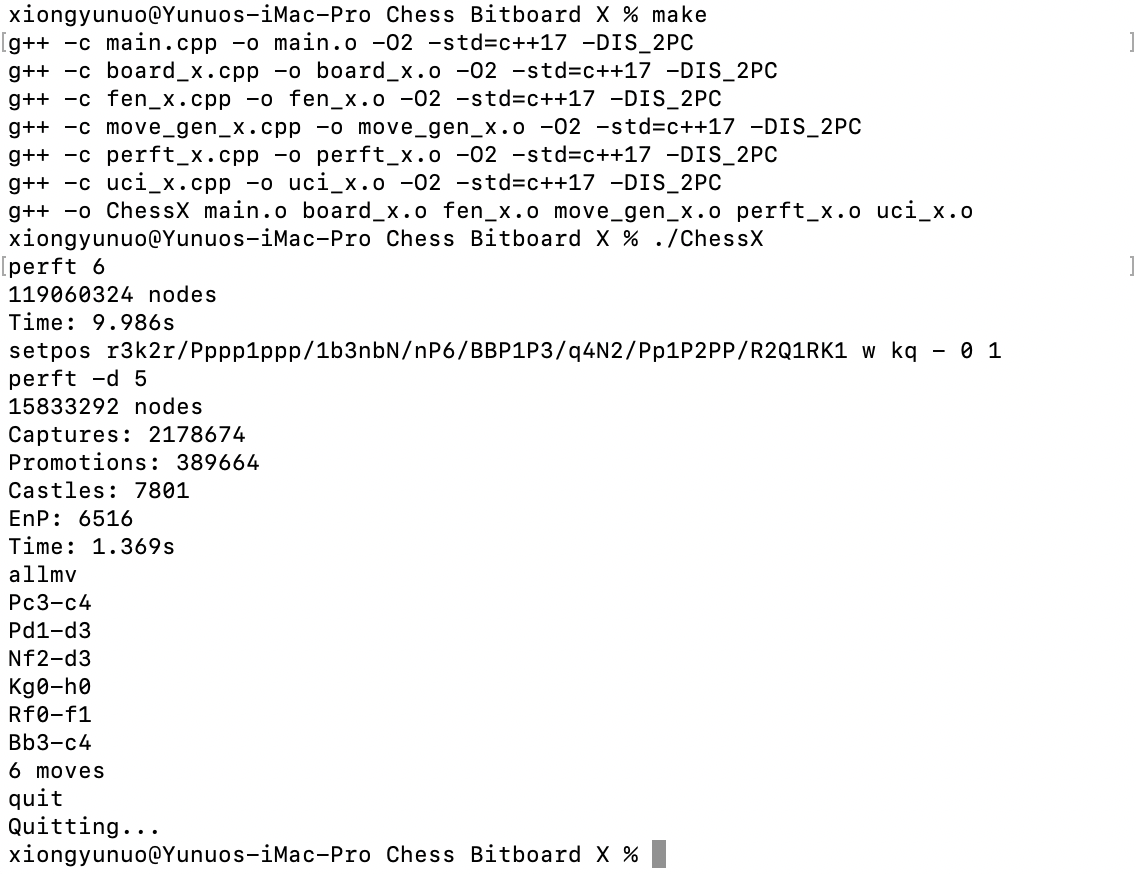 xiongyunuo@Yunuos-iMac-Pro Chess Bitboard X % make
[g++ -c main.cpp -o main.o -O2 -std=c++17 -DIS_2PC ]
g++ -c board_x.cpp -o board_x.o -O2 -std=c++17 -DIS_2PC
g++ -c fen_x.cpp -o fen_x.o -O2 -std=c++17 -DIS_2PC
g++ -c move_gen_x.cpp -o move_gen_x.o -O2 -std=c++17 -DIS_2PC
g++ -c perft_x.cpp -o perft_x.o -O2 -std=c++17 -DIS_2PC
g++ -c uci_x.cpp -o uci_x.o -O2 -std=c++17 -DIS_2PC
g++ -o ChessX main.o board_x.o fen_x.o move_gen_x.o perft_x.o uci_x.o
xiongyunuo@Yunuos-iMac-Pro Chess Bitboard X % ./ChessX
[perft 6 ]
119060324 nodes
Time: 9.986s
setpos r3k2r/Pppp1ppp/1b3nbN/nP6/BBP1P3/q4N2/Pp1P2PP/R2Q1RK1 w kq - 0 1
perft -d 5
15833292 nodes
Captures: 2178674
Promotions: 389664
Castles: 7801
EnP: 6516
Time: 1.369s
allmv
Pc3-c4
Pd1-d3
Nf2-d3
Kg0-h0
Rf0-f1
Bb3-c4
6 moves
quit
Quitting...
xiongyunuo@Yunuos-iMac-Pro Chess Bitboard X %